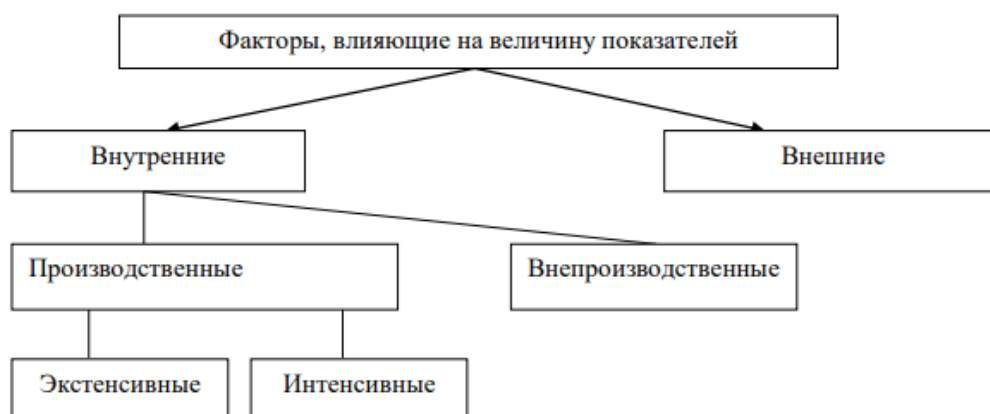 Факторы, влияющие на величину показателей
Внутренние
Внешние
Производственные
Внепроизводственные
Экстенсивные
Интенсивные